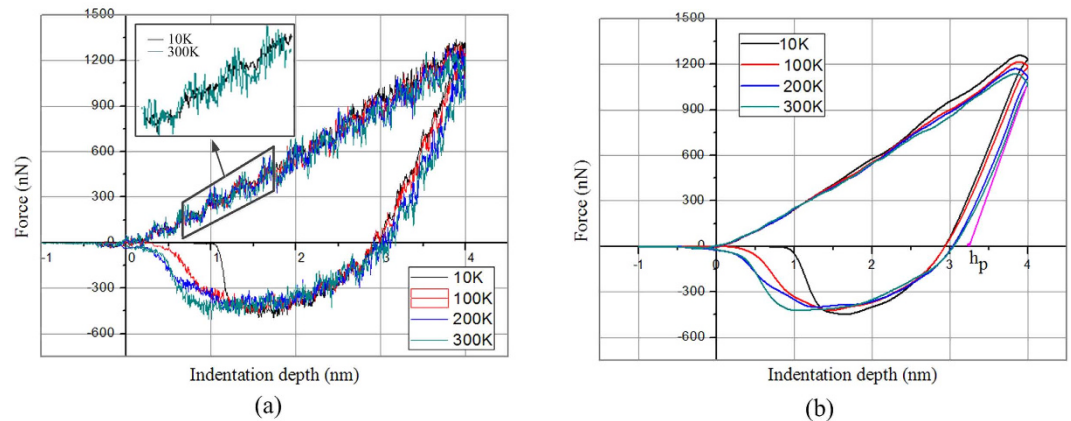 1500
1200
900
600
300
0
-300
-600
-1
0
1
2
3
4
Force (nN)
Indentation depth (nm)
10K
300K
10K
100K
200K
300K
(a)
1500
1200
900
600
300
0
-300
-600
-1
0
1
2
3
4
Force (nN)
Indentation depth (nm)
10K
100K
200K
300K
hp
(b)